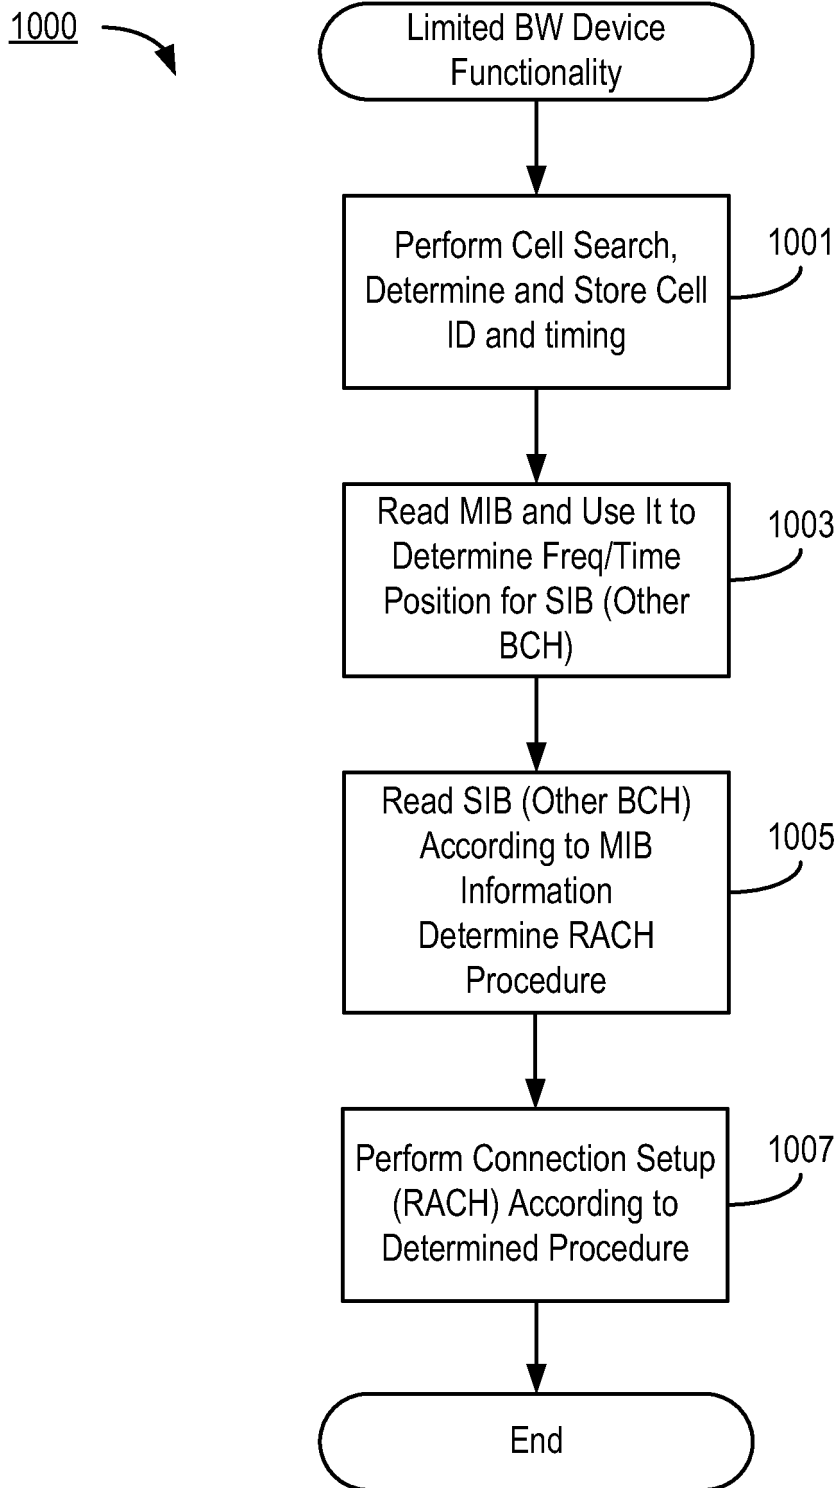 1000
Limited BW Device
Functionality
Perform Cell Search,
Determine and Store Cell
ID and timing
1001
Read MIB and Use It to
Determine Freq/Time
Position for SIB (Other
BCH)
1003
Read SIB (Other BCH)
According to MIB
Information
Determine RACH
Procedure
1005
Perform Connection Setup
(RACH) According to
Determined Procedure
1007
End